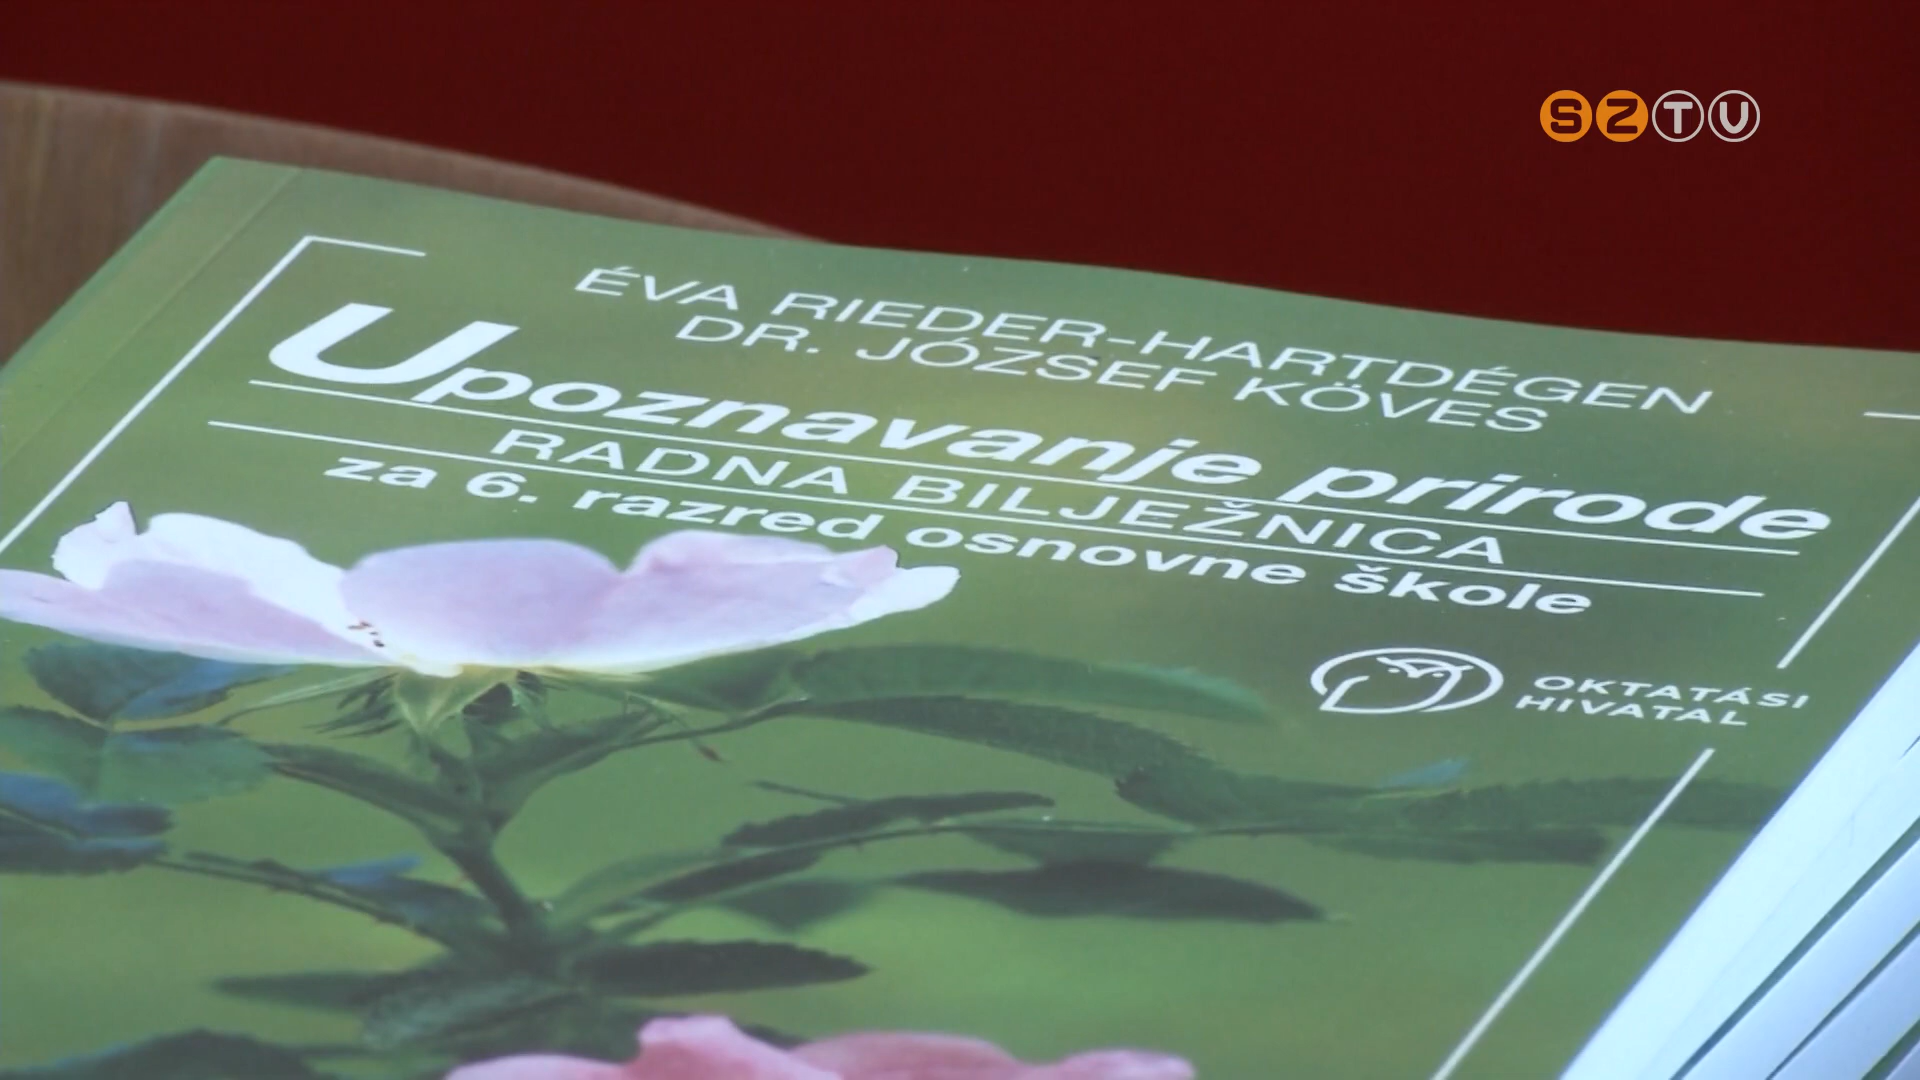 SZTV
ÉVA RIEDER-HARTDÉGEN
DR. JÓZSEF KÖVES
Upoznavanje prirode
RADNA BILJEŽNICA
za 6. razred osnovne škole
OKTATÁSI
HIVATAL